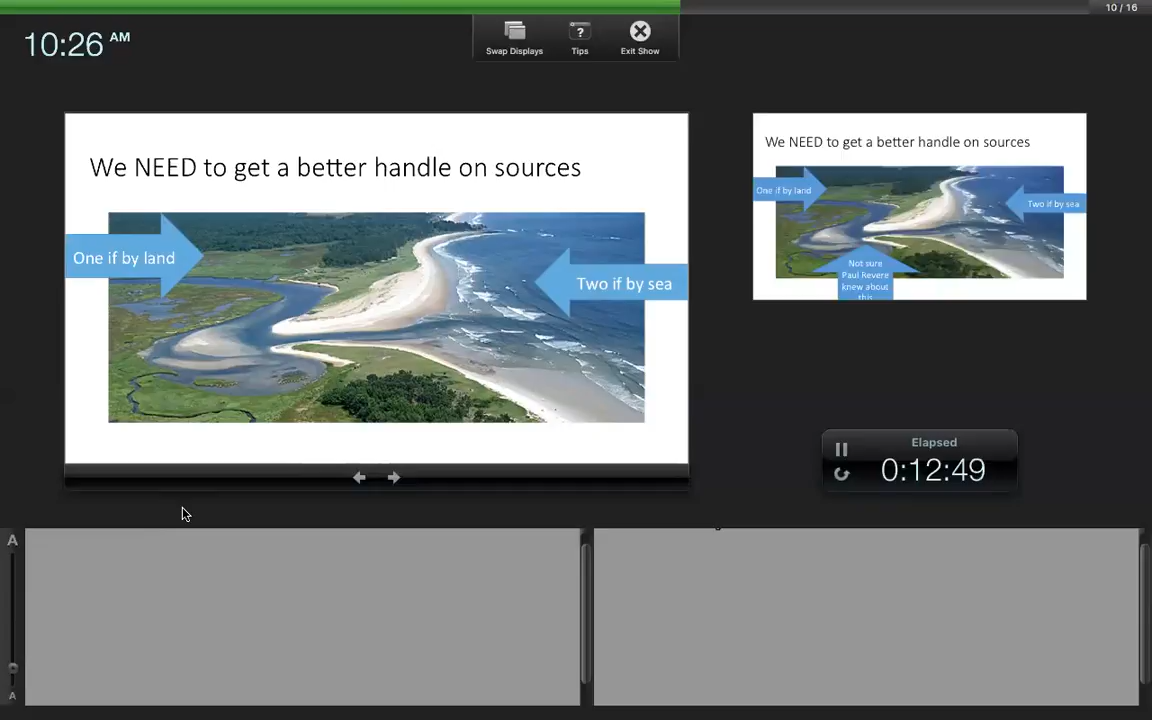 10 / 16
10:26 AM
Swap Displays
Tips
Exit Show
We NEED to get a better handle on sources
One if by land
Two if by sea
We NEED to get a better handle on sources
One if by land
Two if by sea
Not sure
Paul Revere
knew about
this
Elapsed
0:12:49
A
A